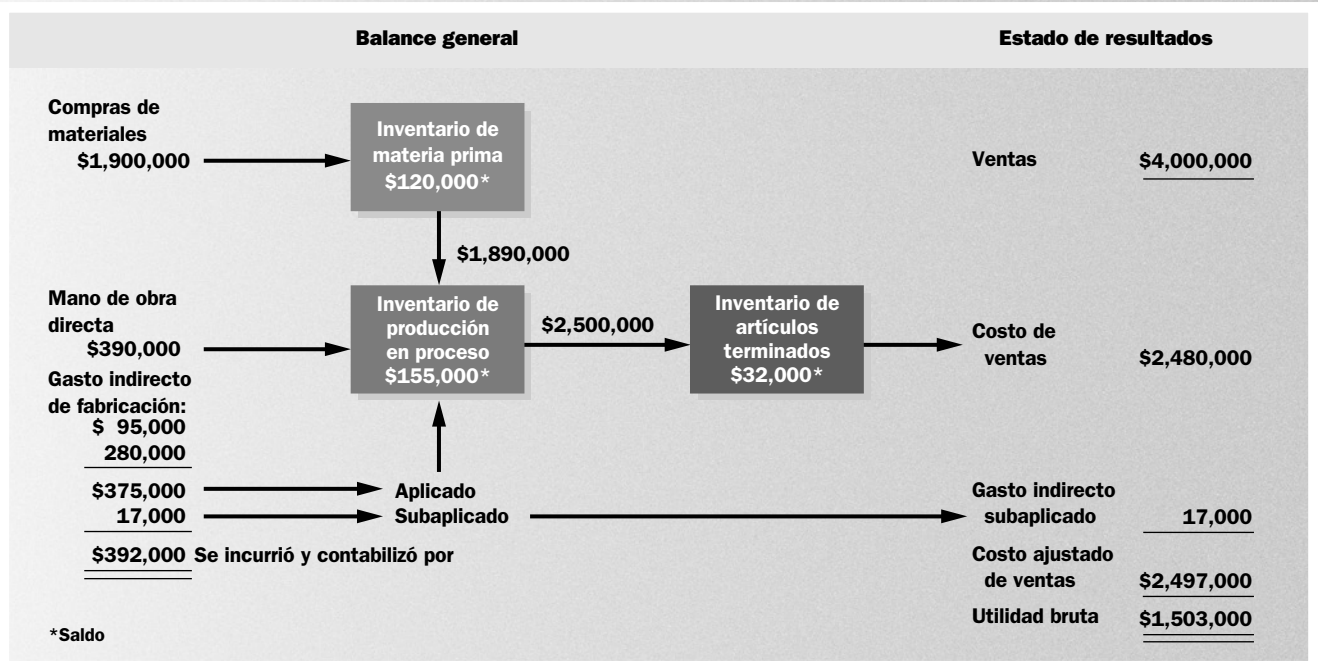 Balance general
Estado de resultados
Compras de
materiales
$1,900,000
Inventario de
materia prima
$120,000*
Ventas
$4,000,000
$1,890,000
Mano de obra
directa
$390,000
Inventario de
producción
en proceso
$155,000*
$2,500,000
Inventario de
artículos
terminados
$32,000*
Costo de
ventas
$2,480,000
Gasto indirecto
de fabricación:
$ 95,000
280,000
$375,000
Aplicado
17,000
Subaplicado
Gasto indirecto
subaplicado
17,000
$392,000 Se incurrió y contabilizó por
Costo ajustado
de ventas
$2,497,000
Utilidad bruta
$1,503,000
*Saldo